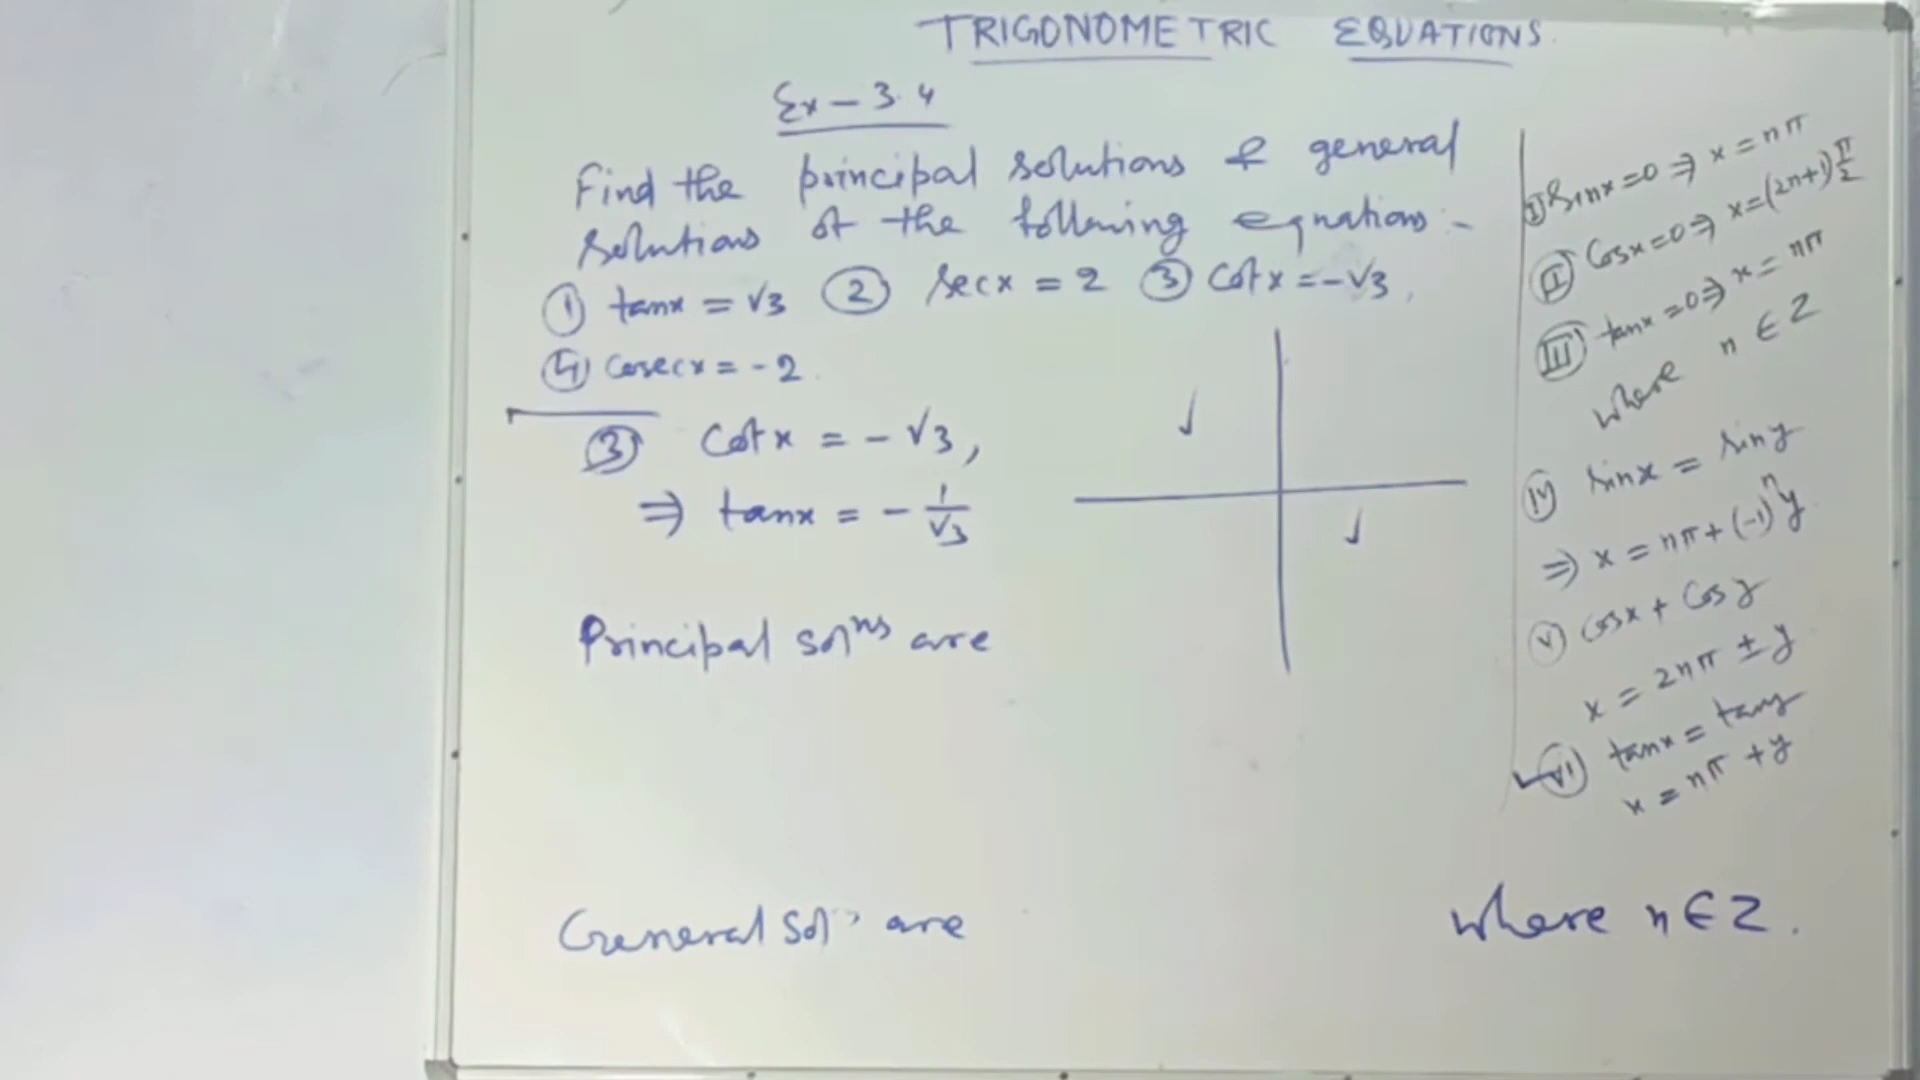 TRIGONOMETRIC EQUATIONS
Ex - 3.4
Find the principal solutions & general
solutions of the following equations :-
① tanx = √3 ② secx = 2 ③ cotx = -√3,
④ cosecx = -2
③ cotx = -√3,
⇒ tanx = - 1/√3
Principal solⁿˢ are
General Sol are where n ∈ Z.
Ⓘ sinx = 0 ⇒ x = nπ
Ⓘ cosx = 0 ⇒ x = (2n+1) π/2
ⓘⓘⓘ tanx = 0 ⇒ x = nπ
where n ∈ Z
ⓘⓥ sinx = siny
⇒ x = nπ + (-1)ⁿy
ⓥ cosx + cosy
x = 2nπ ± y
ⓥⓘ tanx = tany
x = nπ + y